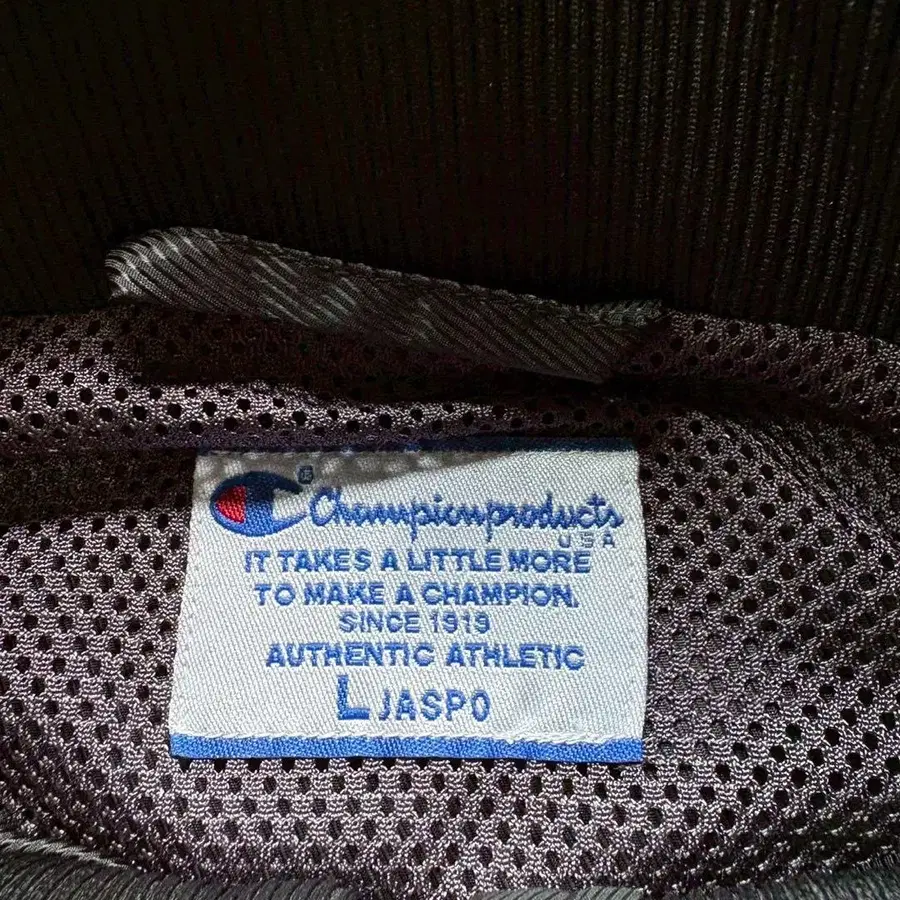 ® Championproducts
USA
IT TAKES A LITTLE MORE
TO MAKE A CHAMPION.
SINCE 1919
AUTHENTIC ATHLETIC
L JASPO